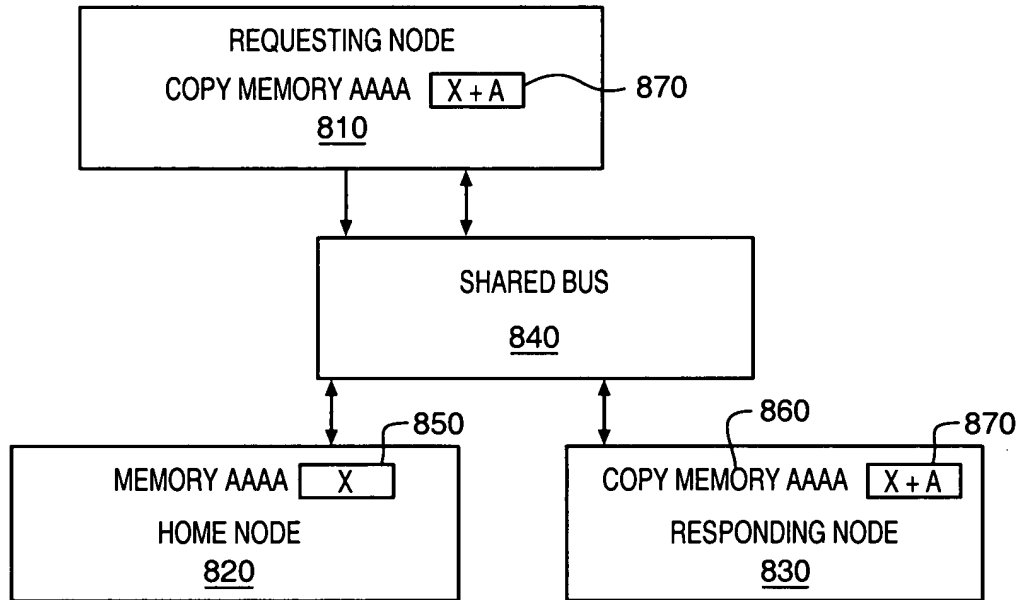 REQUESTING NODE
COPY MEMORY AAAA X + A 870
810
SHARED BUS
840
850
860
870
MEMORY AAAA X
HOME NODE
820
COPY MEMORY AAAA X + A
RESPONDING NODE
830